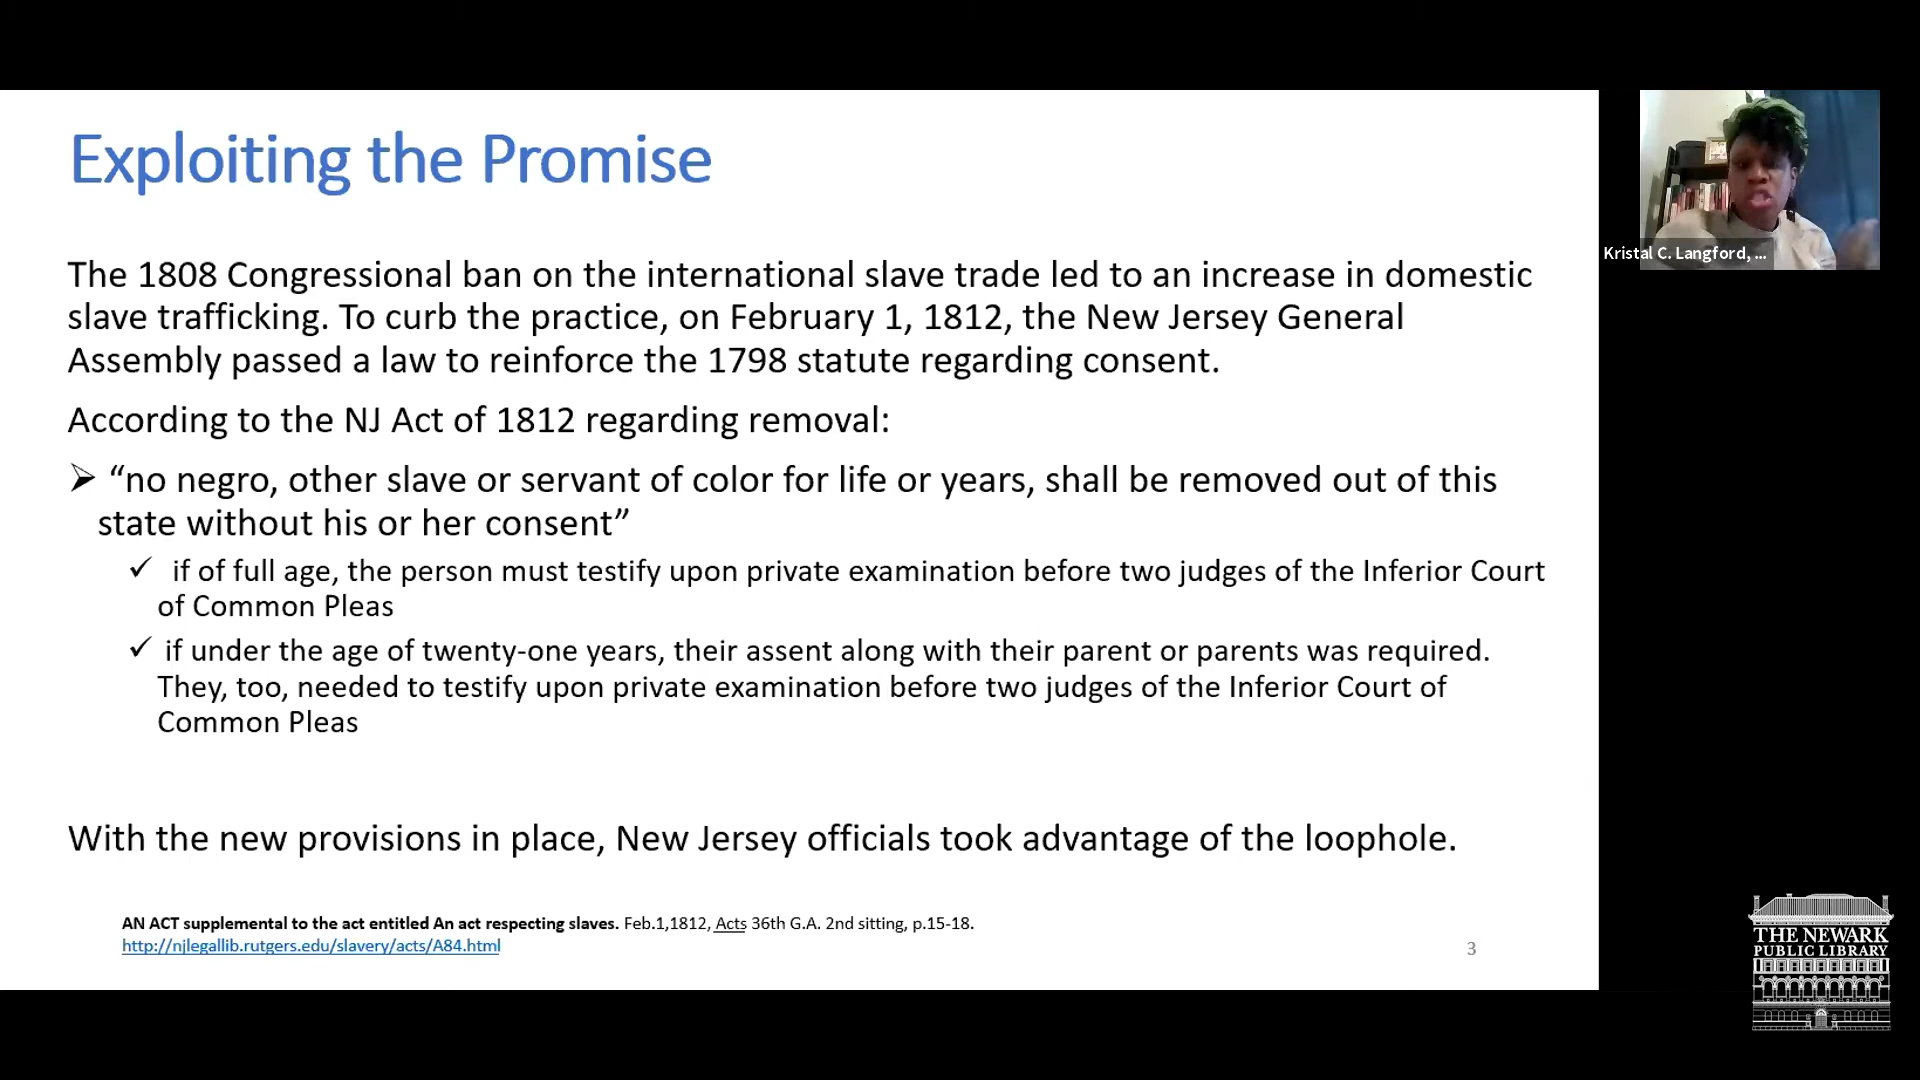 Exploiting the Promise
The 1808 Congressional ban on the international slave trade led to an increase in domestic
slave trafficking. To curb the practice, on February 1, 1812, the New Jersey General
Assembly passed a law to reinforce the 1798 statute regarding consent.
According to the NJ Act of 1812 regarding removal:
➢ “no negro, other slave or servant of color for life or years, shall be removed out of this
state without his or her consent”
✓ if of full age, the person must testify upon private examination before two judges of the Inferior Court
of Common Pleas
✓ if under the age of twenty-one years, their assent along with their parent or parents was required.
They, too, needed to testify upon private examination before two judges of the Inferior Court of
Common Pleas
With the new provisions in place, New Jersey officials took advantage of the loophole.
AN ACT supplemental to the act entitled An act respecting slaves. Feb.1,1812, Acts 36th G.A. 2nd sitting, p.15-18.
http://njlegallib.rutgers.edu/slavery/acts/A84.html
3
Kristal C. Langford, ...
THE NEWARK
PUBLIC LIBRARY